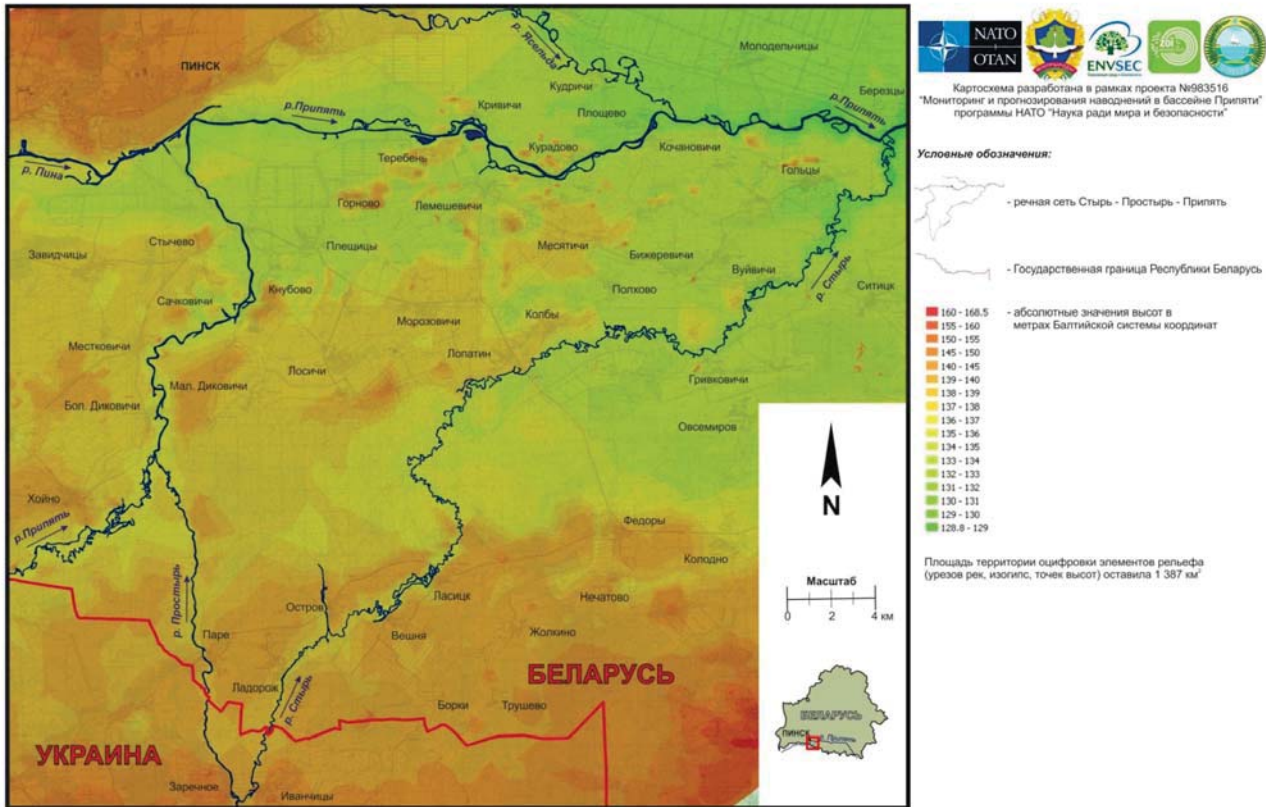 ПИНСК
р. Ясельда
Молодельчицы
Кудричи
Березцы
р.Припять
Кривичи
Площево
р.Припять
р. Пина
Теребень
Курадово
Кочановичи
Гольцы
Горново
Лемешевичи
Стычево
Завидчицы
Плещицы
Месятичи
Бижеревичи
Вуйвичи
р. Стырь
Ситицк
Сачковичи
Кнубово
Полхово
Морозовичи
Колбы
Местковичи
Лопатин
Лосичи
Мал. Диковичи
Гривковичи
Бол. Диковичи
Овсемиров
Хойно
р.Припять
Федоры
Колодно
р. Простырь
Остров
Ласицк
Нечатово
Паре
Вешня
Жолкино
Ладорож
р. Стырь
БЕЛАРУСЬ
Борки
Трушево
УКРАИНА
Заречное
Иванчицы
N
Масштаб
0 2 4 км
БЕЛАРУСЬ
ПИНСК
NATO
OTAN
ENVSEC
zoi
Картосхема разработана в рамках проекта №983516
"Мониторинг и прогнозирования наводнений в бассейне Припяти"
программы НАТО "Наука ради мира и безопасности"
Условные обозначения:
- речная сеть Стырь - Простырь - Припять
- Государственная граница Республики Беларусь
- абсолютные значения высот в
метрах Балтийской системы координат
160 - 168.5
155 - 160
150 - 155
145 - 150
140 - 145
139 - 140
138 - 139
137 - 138
136 - 137
135 - 136
134 - 135
133 - 134
132 - 133
131 - 132
130 - 131
129 - 130
128.8 - 129
Площадь территории оцифровки элементов рельефа
(урезов рек, изогипс, точек высот) оставила 1 387 км²